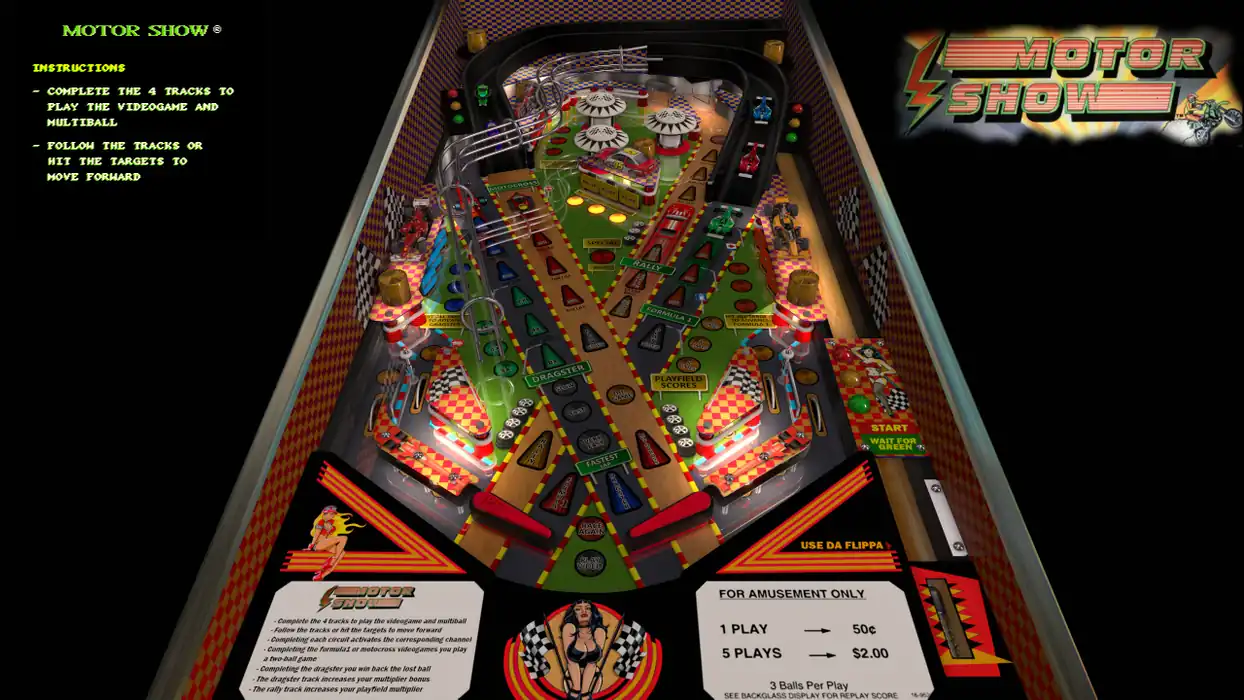 MOTOR SHOW ©
INSTRUCTIONS
- COMPLETE THE 4 TRACKS TO
PLAY THE VIDEOGAME AND
MULTIBALL
- FOLLOW THE TRACKS OR
HIT THE TARGETS TO
MOVE FORWARD
MOTOR
SHOW
MOTOCROSS
SPECIAL
RALLY
FORMULA 1
DRAGSTER
PLAYFIELD
SCORES
FASTEST
LAP
START
WAIT FOR
GREEN
RACE
AGAIN
USE DA FLIPPA
MOTOR
SHOW
- Complete the 4 tracks to play the videogame and multiball
- Follow the tracks or hit the targets to move forward
- Completing each circuit activates the corresponding channel
- Completing the formula1 or motocross videogames you play
a two-ball game
- Completing the dragster you win back the lost ball
- The dragster track increases your multiplier bonus
- The rally track increases your playfield multiplier
FOR AMUSEMENT ONLY
1 PLAY → 50¢
5 PLAYS → $2.00
3 Balls Per Play
SEE BACKGLASS DISPLAY FOR REPLAY SCORE